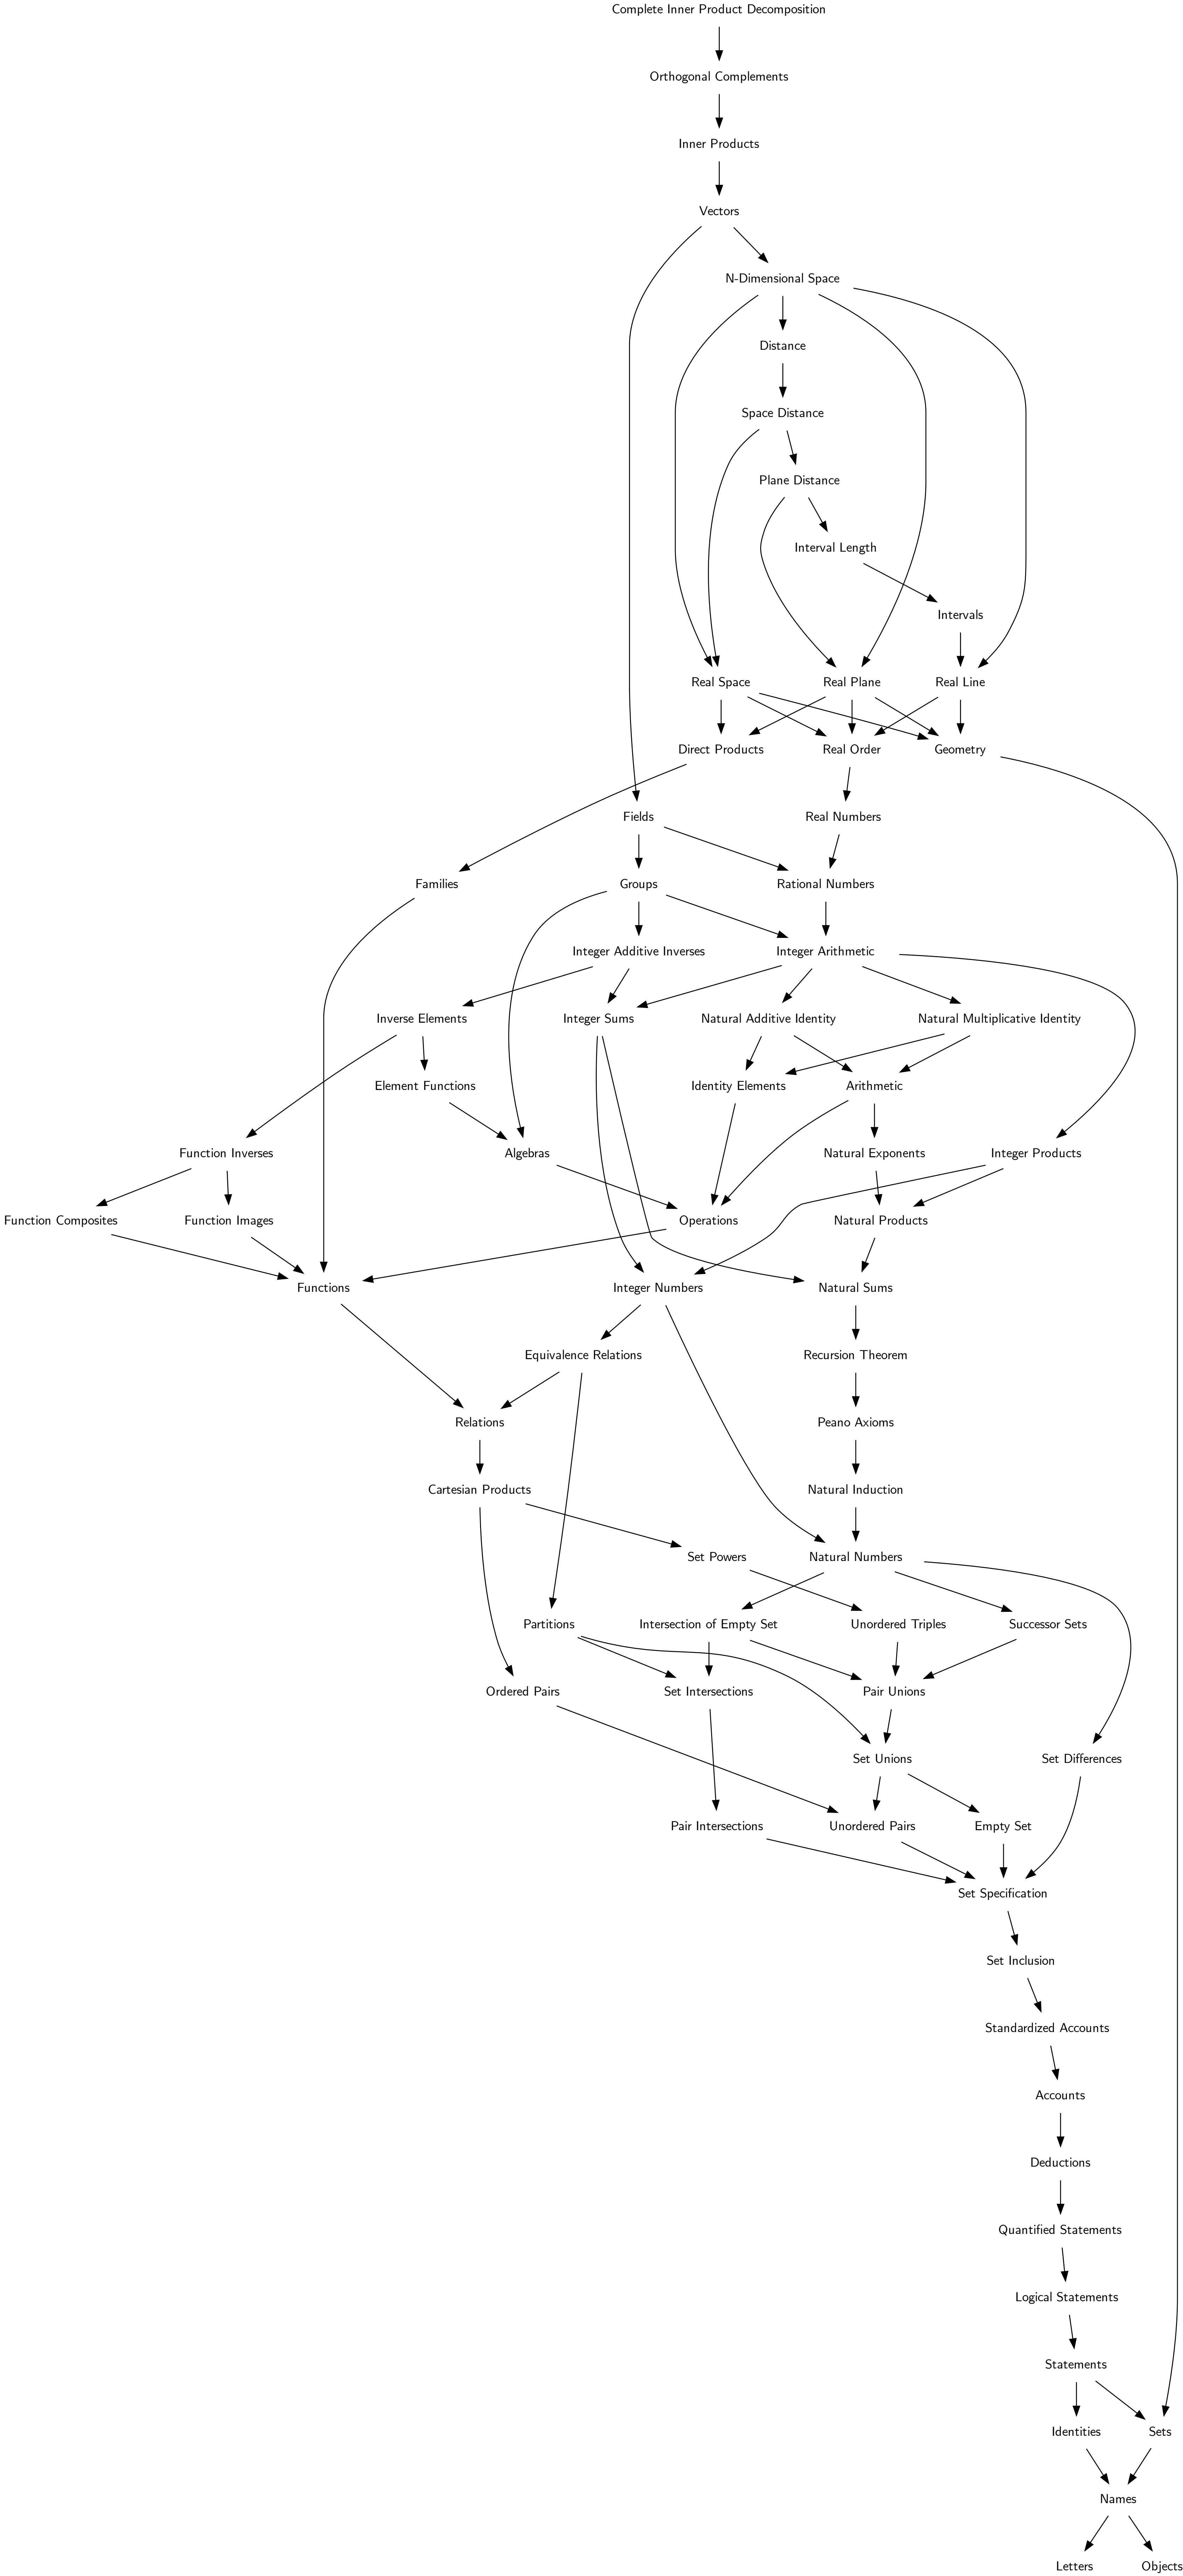 Complete Inner Product Decomposition
Orthogonal Complements
Inner Products
Vectors
N-Dimensional Space
Distance
Space Distance
Plane Distance
Interval Length
Intervals
Real Space
Real Plane
Real Line
Direct Products
Real Order
Geometry
Fields
Real Numbers
Families
Groups
Rational Numbers
Integer Additive Inverses
Integer Arithmetic
Inverse Elements
Integer Sums
Natural Additive Identity
Natural Multiplicative Identity
Element Functions
Identity Elements
Arithmetic
Function Inverses
Algebras
Natural Exponents
Integer Products
Function Composites
Function Images
Operations
Natural Products
Functions
Integer Numbers
Natural Sums
Equivalence Relations
Recursion Theorem
Relations
Peano Axioms
Cartesian Products
Natural Induction
Set Powers
Natural Numbers
Partitions
Intersection of Empty Set
Unordered Triples
Successor Sets
Ordered Pairs
Set Intersections
Pair Unions
Set Unions
Set Differences
Pair Intersections
Unordered Pairs
Empty Set
Set Specification
Set Inclusion
Standardized Accounts
Accounts
Deductions
Quantified Statements
Logical Statements
Statements
Identities
Sets
Names
Letters
Objects